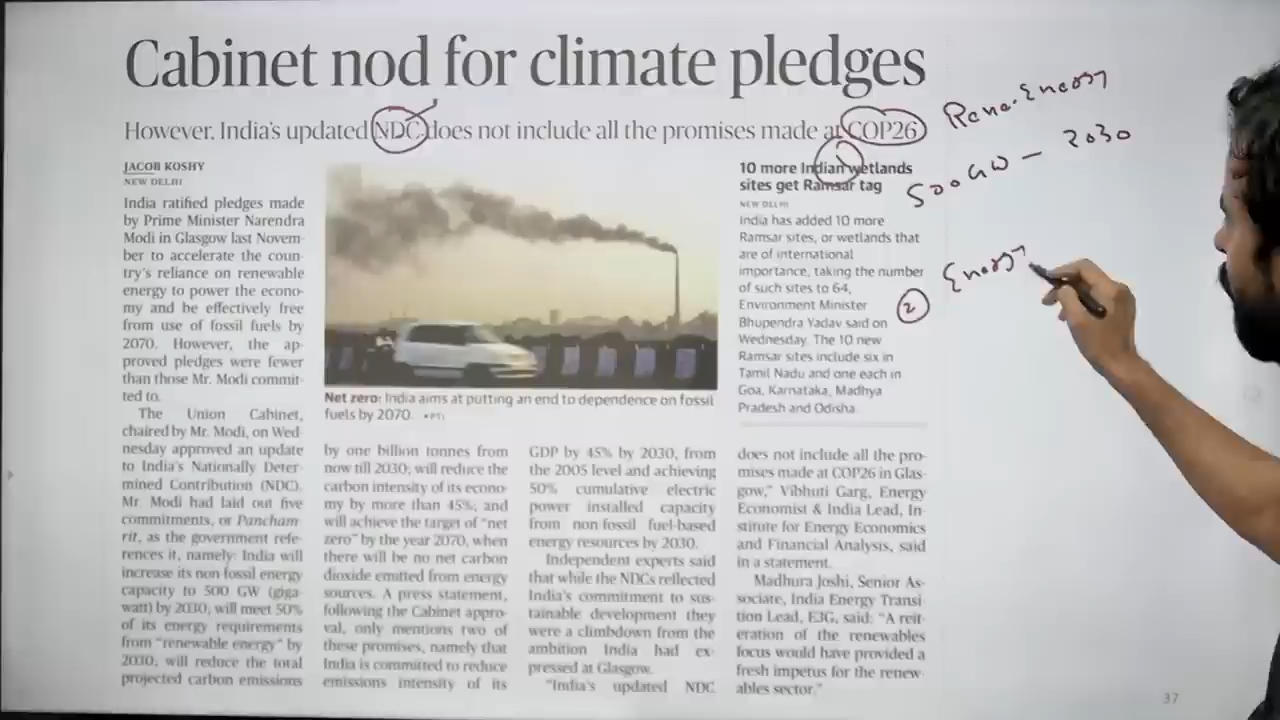 Cabinet nod for climate pledges
However, India's updated NDC does not include all the promises made at COP26
JACOB KOSHY
NEW DELHI
India ratified pledges made
by Prime Minister Narendra
Modi in Glasgow last Novem-
ber to accelerate the coun-
try's reliance on renewable
energy to power the econo-
my and be effectively free
from use of fossil fuels by
2070. However, the ap-
proved pledges were fewer
than those Mr. Modi commit-
ted to.
The Union Cabinet,
chaired by Mr. Modi, on Wed-
nesday approved an update
to India's Nationally Deter-
mined Contribution (NDC).
Mr. Modi had laid out five
commitments, or Pancham-
rit, as the government refe-
rences it, namely: India will
increase its non fossil energy
capacity to 500 GW (giga-
watt) by 2030, will meet 50%
of its energy requirements
from "renewable energy" by
2030, will reduce the total
projected carbon emissions
Net zero: India aims at putting an end to dependence on fossil
fuels by 2070. •PTI
by one billion tonnes from
now till 2030, will reduce the
carbon intensity of its econo-
my by more than 45%, and
will achieve the target of "net
zero" by the year 2070, when
there will be no net carbon
dioxide emitted from energy
sources. A press statement,
following the Cabinet appro-
val, only mentions two of
these promises, namely that
India is committed to reduce
emissions intensity of its
GDP by 45% by 2030, from
the 2005 level and achieving
50% cumulative electric
power installed capacity
from non fossil fuel-based
energy resources by 2030.
Independent experts said
that while the NDCs reflected
India's commitment to sus-
tainable development they
were a climbdown from the
ambition India had ex-
pressed at Glasgow.
"India's updated NDC
10 more Indian wetlands
sites get Ramsar tag
NEW DELHI
India has added 10 more
Ramsar sites, or wetlands that
are of international
importance, taking the number
of such sites to 64,
Environment Minister
Bhupendra Yadav said on
Wednesday. The 10 new
Ramsar sites include six in
Tamil Nadu and one each in
Goa, Karnataka, Madhya
Pradesh and Odisha.
does not include all the pro-
mises made at COP26 in Glas-
gow," Vibhuti Garg, Energy
Economist & India Lead, In-
stitute for Energy Economics
and Financial Analysis, said
in a statement.
Madhura Joshi, Senior As-
sociate, India Energy Transi-
tion Lead, E3G, said: "A reit-
eration of the renewables
focus would have provided a
fresh impetus for the renew-
ables sector."
Rene. Energy
500 GW - 2030
2 Energy
37